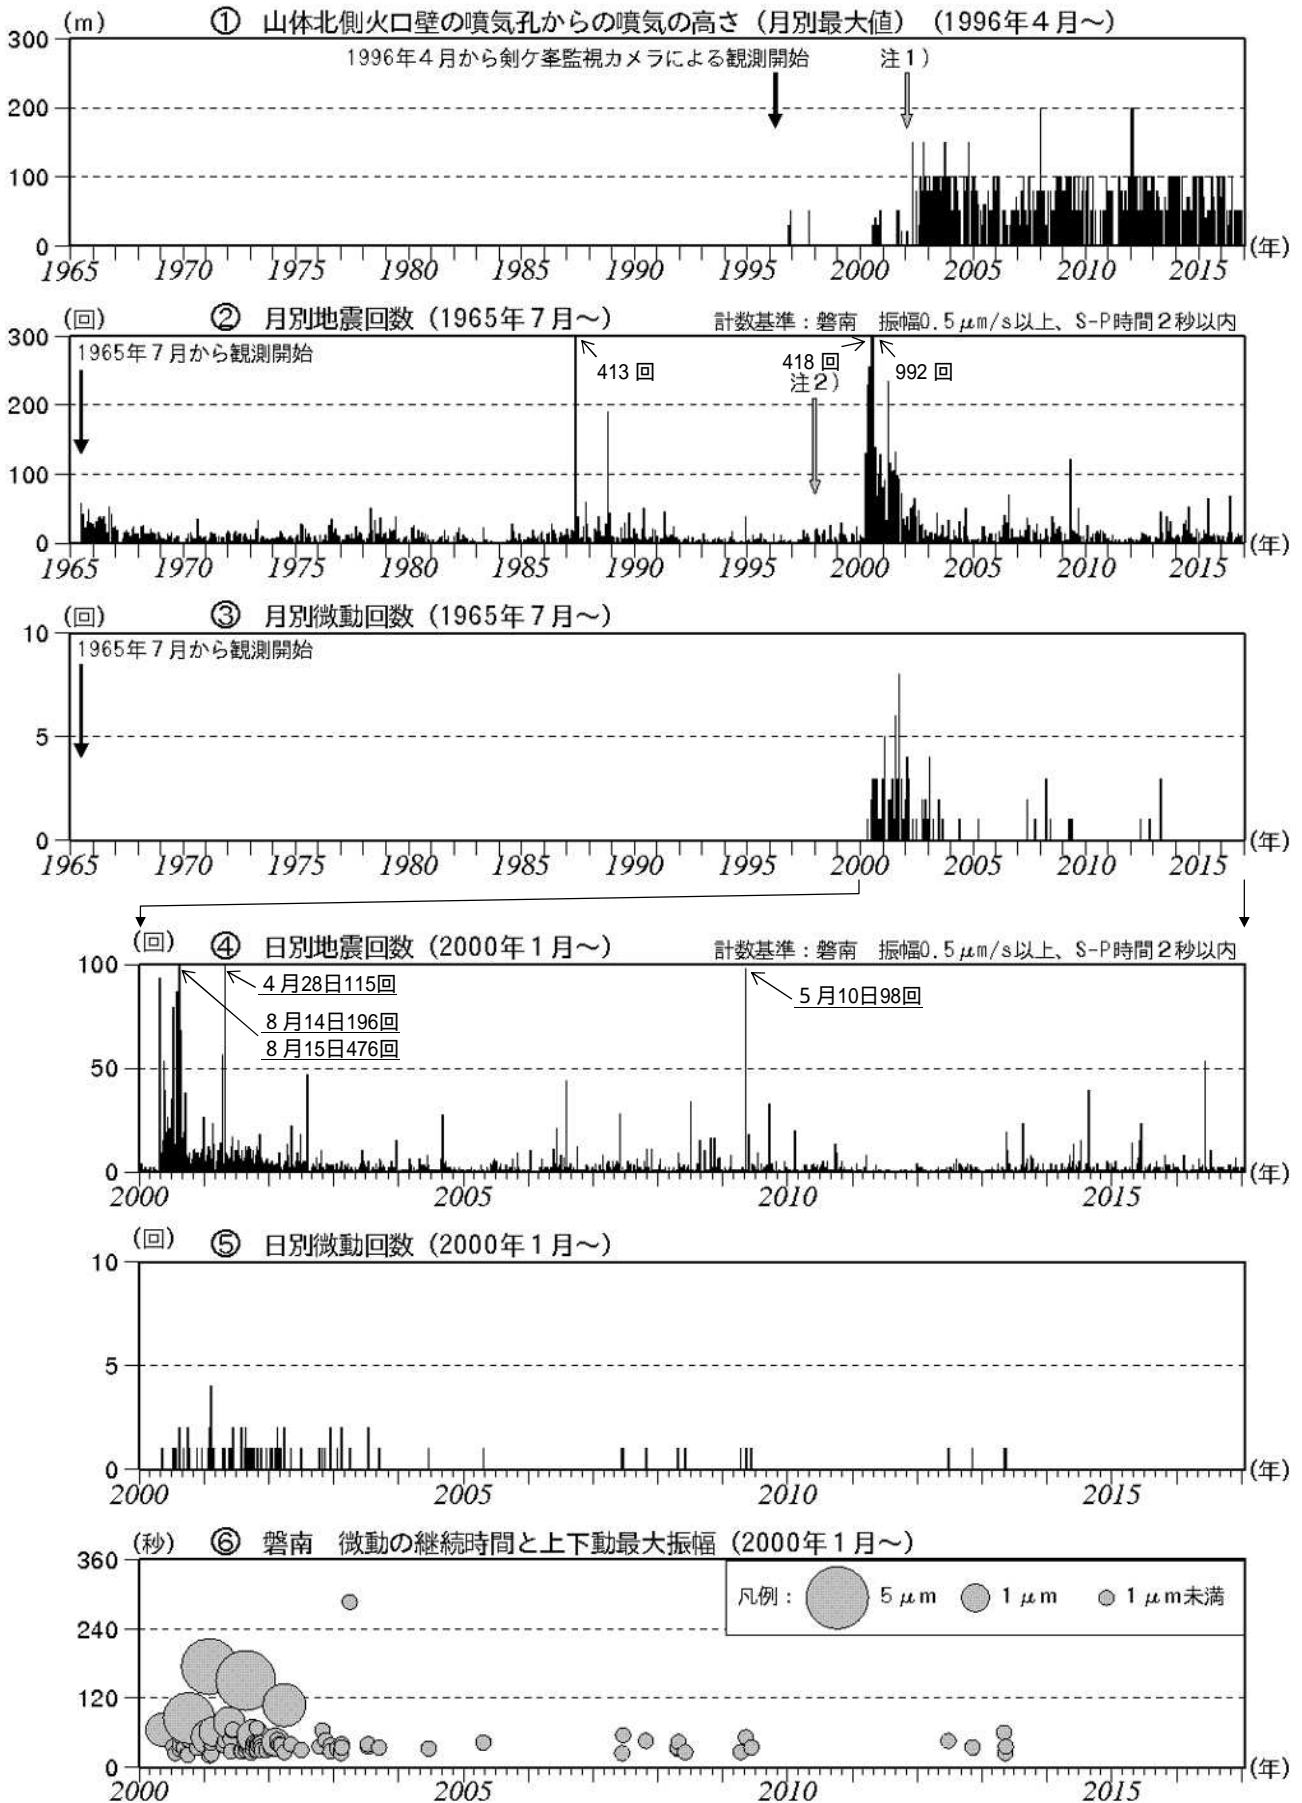 (m) ① 山体北側火口壁の噴気孔からの噴気の高さ（月別最大値）（1996年４月～）
300
1996年４月から剣ケ峯監視カメラによる観測開始 注１）
200
100
0 (年)
1965 1970 1975 1980 1985 1990 1995 2000 2005 2010 2015
(回) ② 月別地震回数（1965年７月～） 計数基準：磐南 振幅0.5μm/s以上、S-P時間２秒以内
300
1965年７月から観測開始 413 回 418 回 992 回
注２）
200
100
0 (年)
1965 1970 1975 1980 1985 1990 1995 2000 2005 2010 2015
(回) ③ 月別微動回数（1965年７月～）
10
1965年７月から観測開始
5
0 (年)
1965 1970 1975 1980 1985 1990 1995 2000 2005 2010 2015
(回) ④ 日別地震回数（2000年１月～） 計数基準：磐南 振幅0.5μm/s以上、S-P時間２秒以内
100
４月28日115回 ５月10日98回
８月14日196回
８月15日476回
50
0 (年)
2000 2005 2010 2015
(回) ⑤ 日別微動回数（2000年１月～）
10
5
0 (年)
2000 2005 2010 2015
(秒) ⑥ 磐南 微動の継続時間と上下動最大振幅（2000年１月～）
360
凡例： 5 μm 1 μm 1 μm未満
240
120
0 (年)
2000 2005 2010 2015